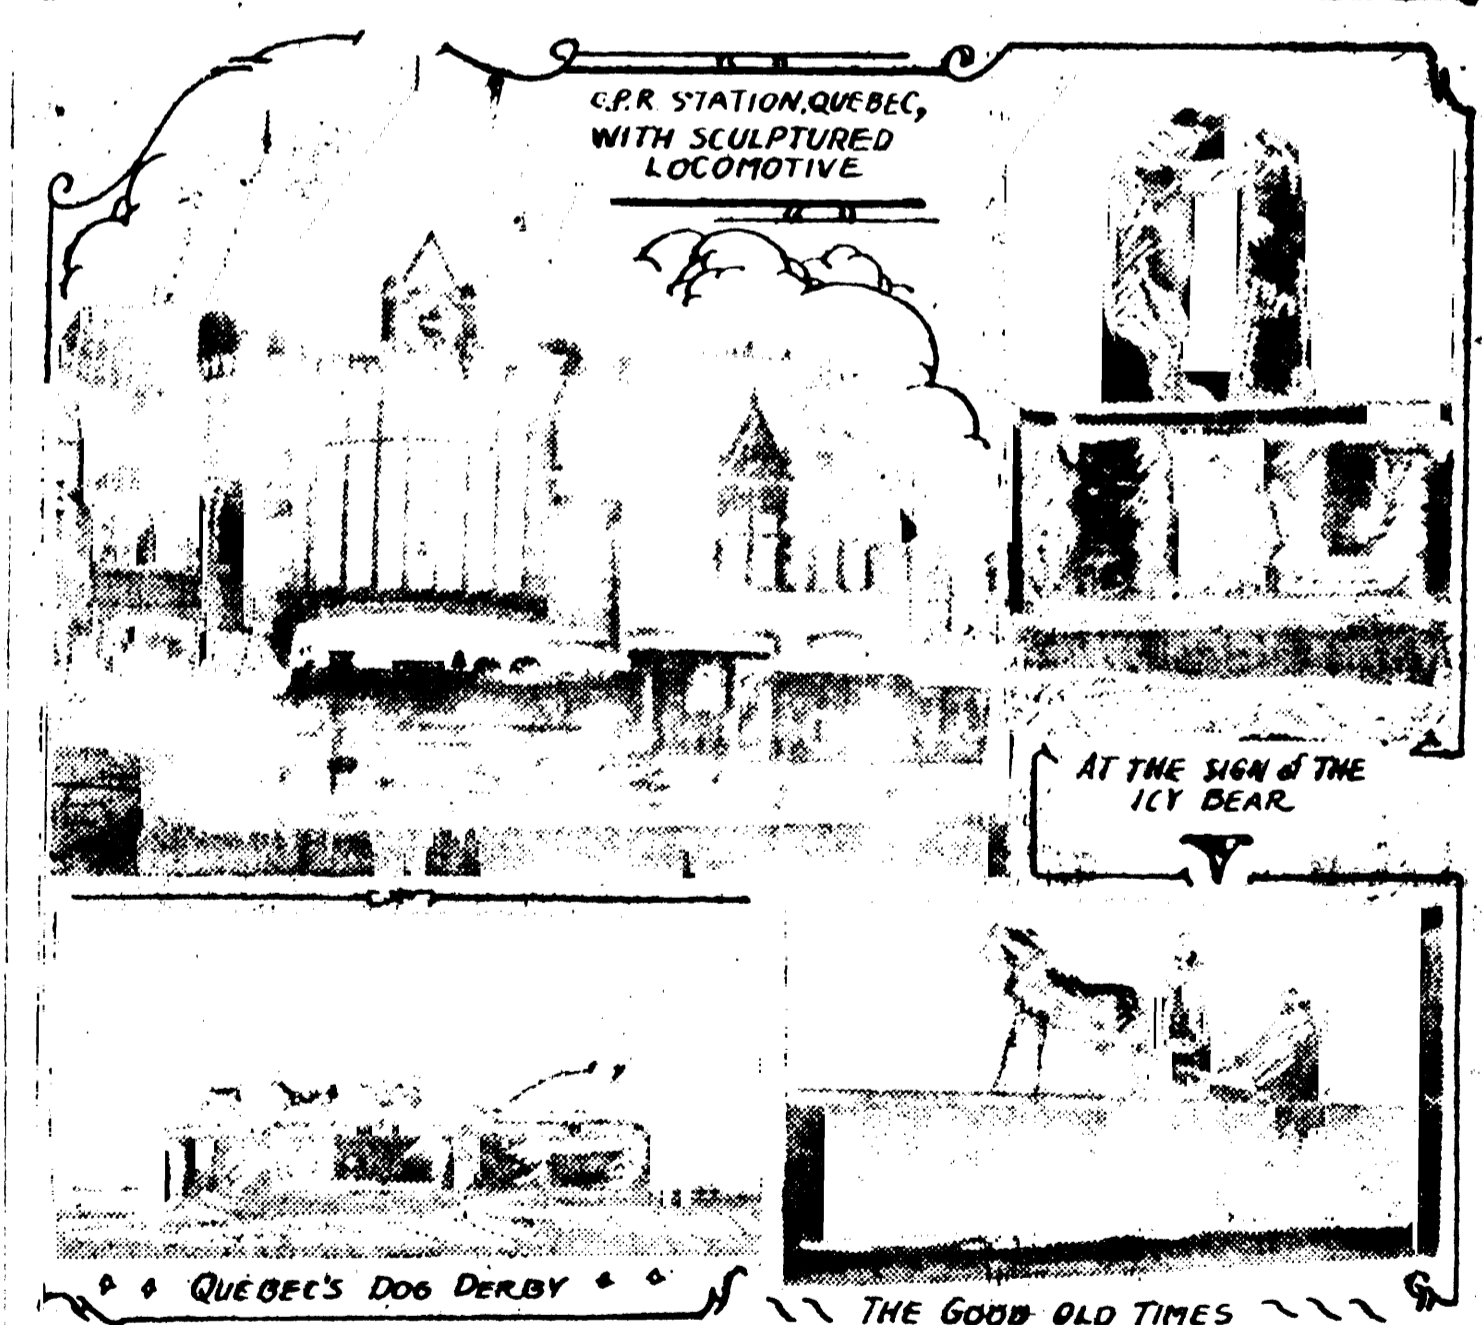 C.P.R. STATION, QUEBEC,
WITH SCULPTURED
LOCOMOTIVE
AT THE SIGN of THE
ICY BEAR
QUEBEC'S DOG DERBY
THE GOOD OLD TIMES